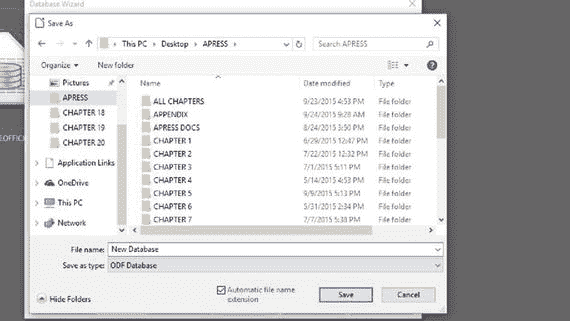 Database Wizard
Save As
This PC > Desktop > APRESS
Search APRESS
Organize
New folder
Name
Date modified
Type
Pictures
APRESS
CHAPTER 18
CHAPTER 19
CHAPTER 20
Application Links
OneDrive
This PC
Network
ALL CHAPTERS 9/23/2015 4:53 PM File folder
APPENDIX 9/24/2015 9:28 AM File folder
APRESS DOCS 8/24/2015 3:50 PM File folder
CHAPTER 1 6/29/2015 12:47 PM File folder
CHAPTER 2 7/22/2015 12:32 PM File folder
CHAPTER 3 7/1/2015 5:11 PM File folder
CHAPTER 4 5/14/2015 4:53 PM File folder
CHAPTER 5 9/9/2015 5:13 PM File folder
CHAPTER 6 5/31/2015 2:34 PM File folder
CHAPTER 7 7/7/2015 5:38 PM File folder
File name: New Database
Save as type: ODF Database
Automatic file name
extension
Save
Cancel
Hide Folders